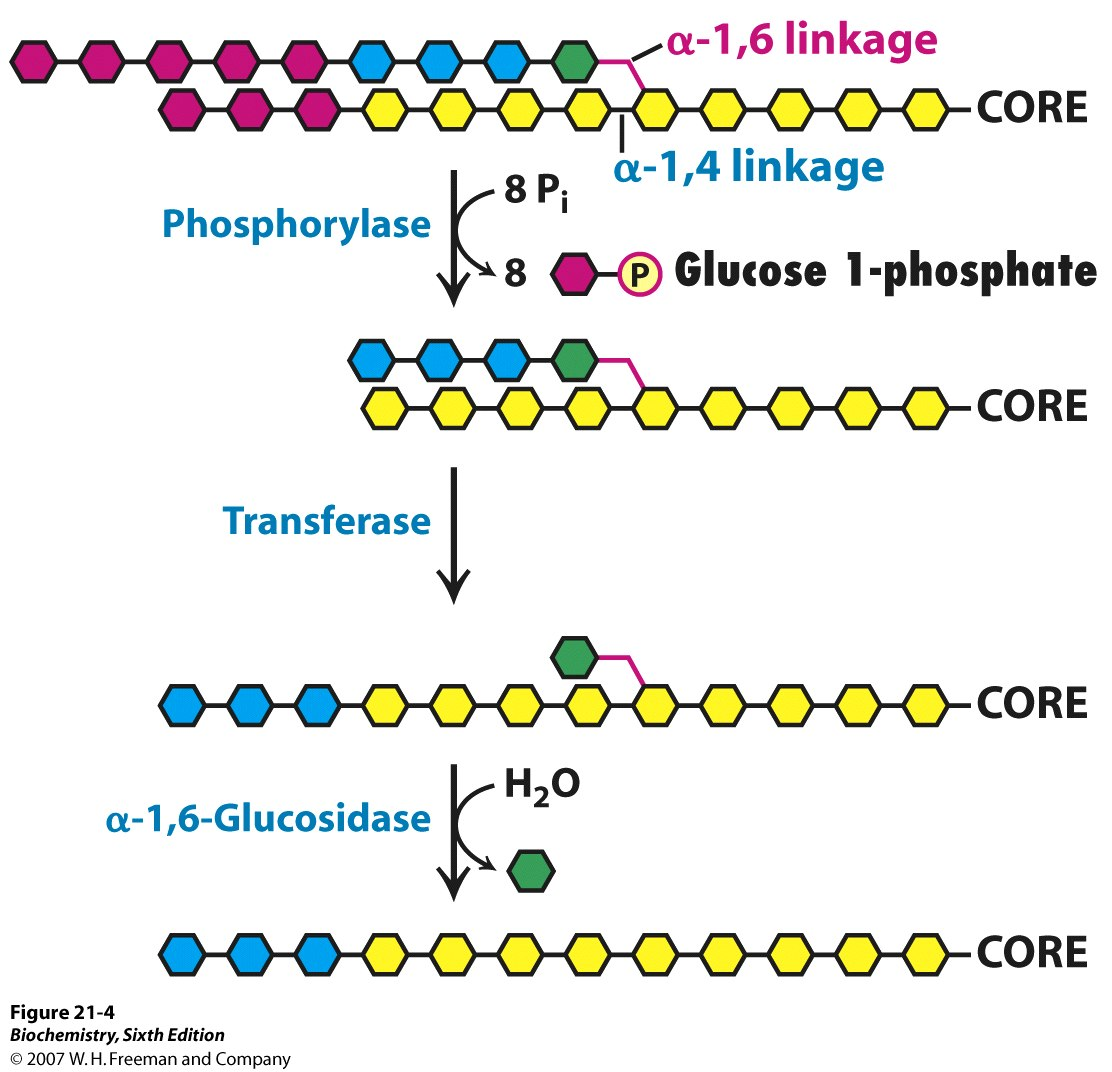 α-1,6 linkage
CORE
α-1,4 linkage
8 Pi
Phosphorylase
8 P Glucose 1-phosphate
CORE
Transferase
CORE
H2O
α-1,6-Glucosidase
CORE
Figure 21-4
Biochemistry, Sixth Edition
© 2007 W. H. Freeman and Company